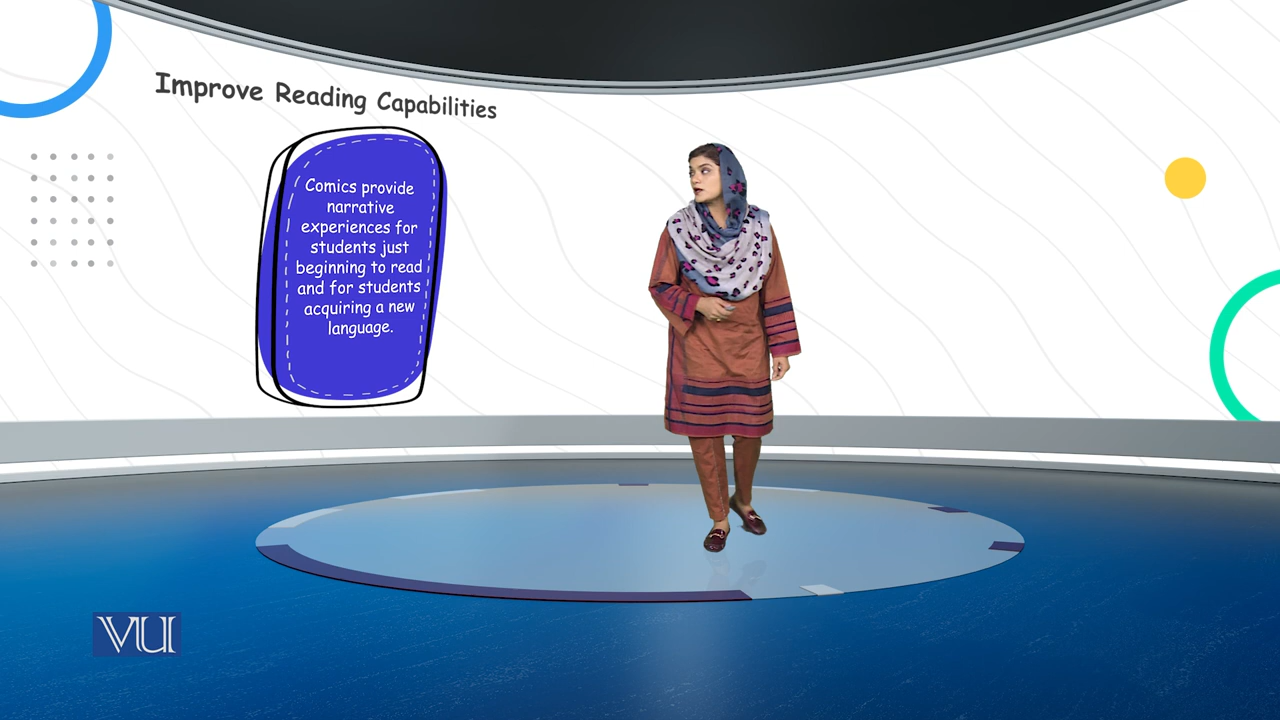 Improve Reading Capabilities
Comics provide
narrative
experiences for
students just
beginning to read
and for students
acquiring a new
language.
VU